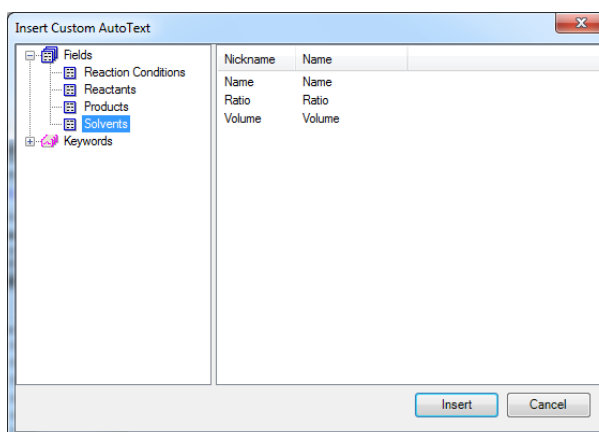 Insert Custom AutoText
Fields
Reaction Conditions
Reactants
Products
Solvents
Keywords
Nickname Name
Name Name
Ratio Ratio
Volume Volume
Insert Cancel